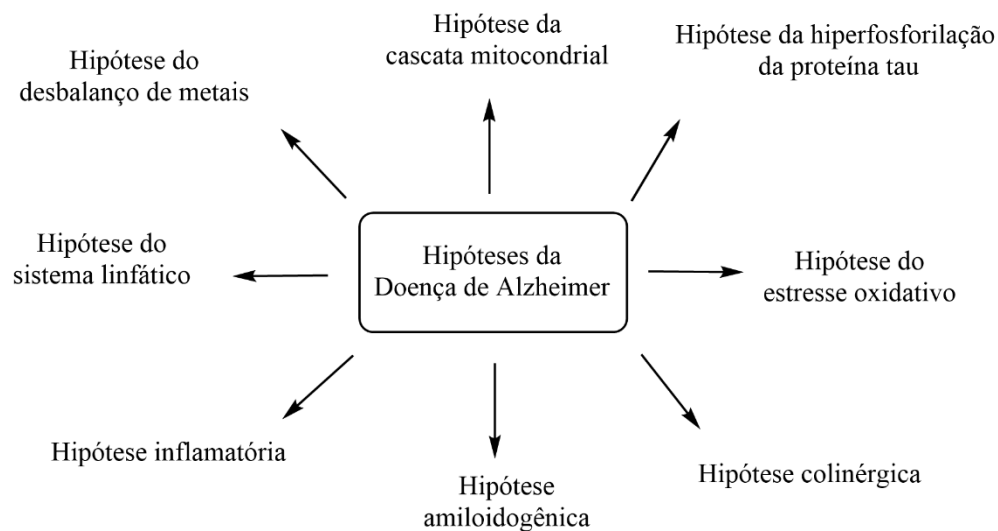 Hipótese da
cascata mitocondrial
Hipótese da hiperfosforilação
da proteína tau
Hipótese do
desbalanço de metais
Hipótese do
sistema linfático
Hipóteses da
Doença de Alzheimer
Hipótese do
estresse oxidativo
Hipótese inflamatória
Hipótese
amiloidogênica
Hipótese colinérgica